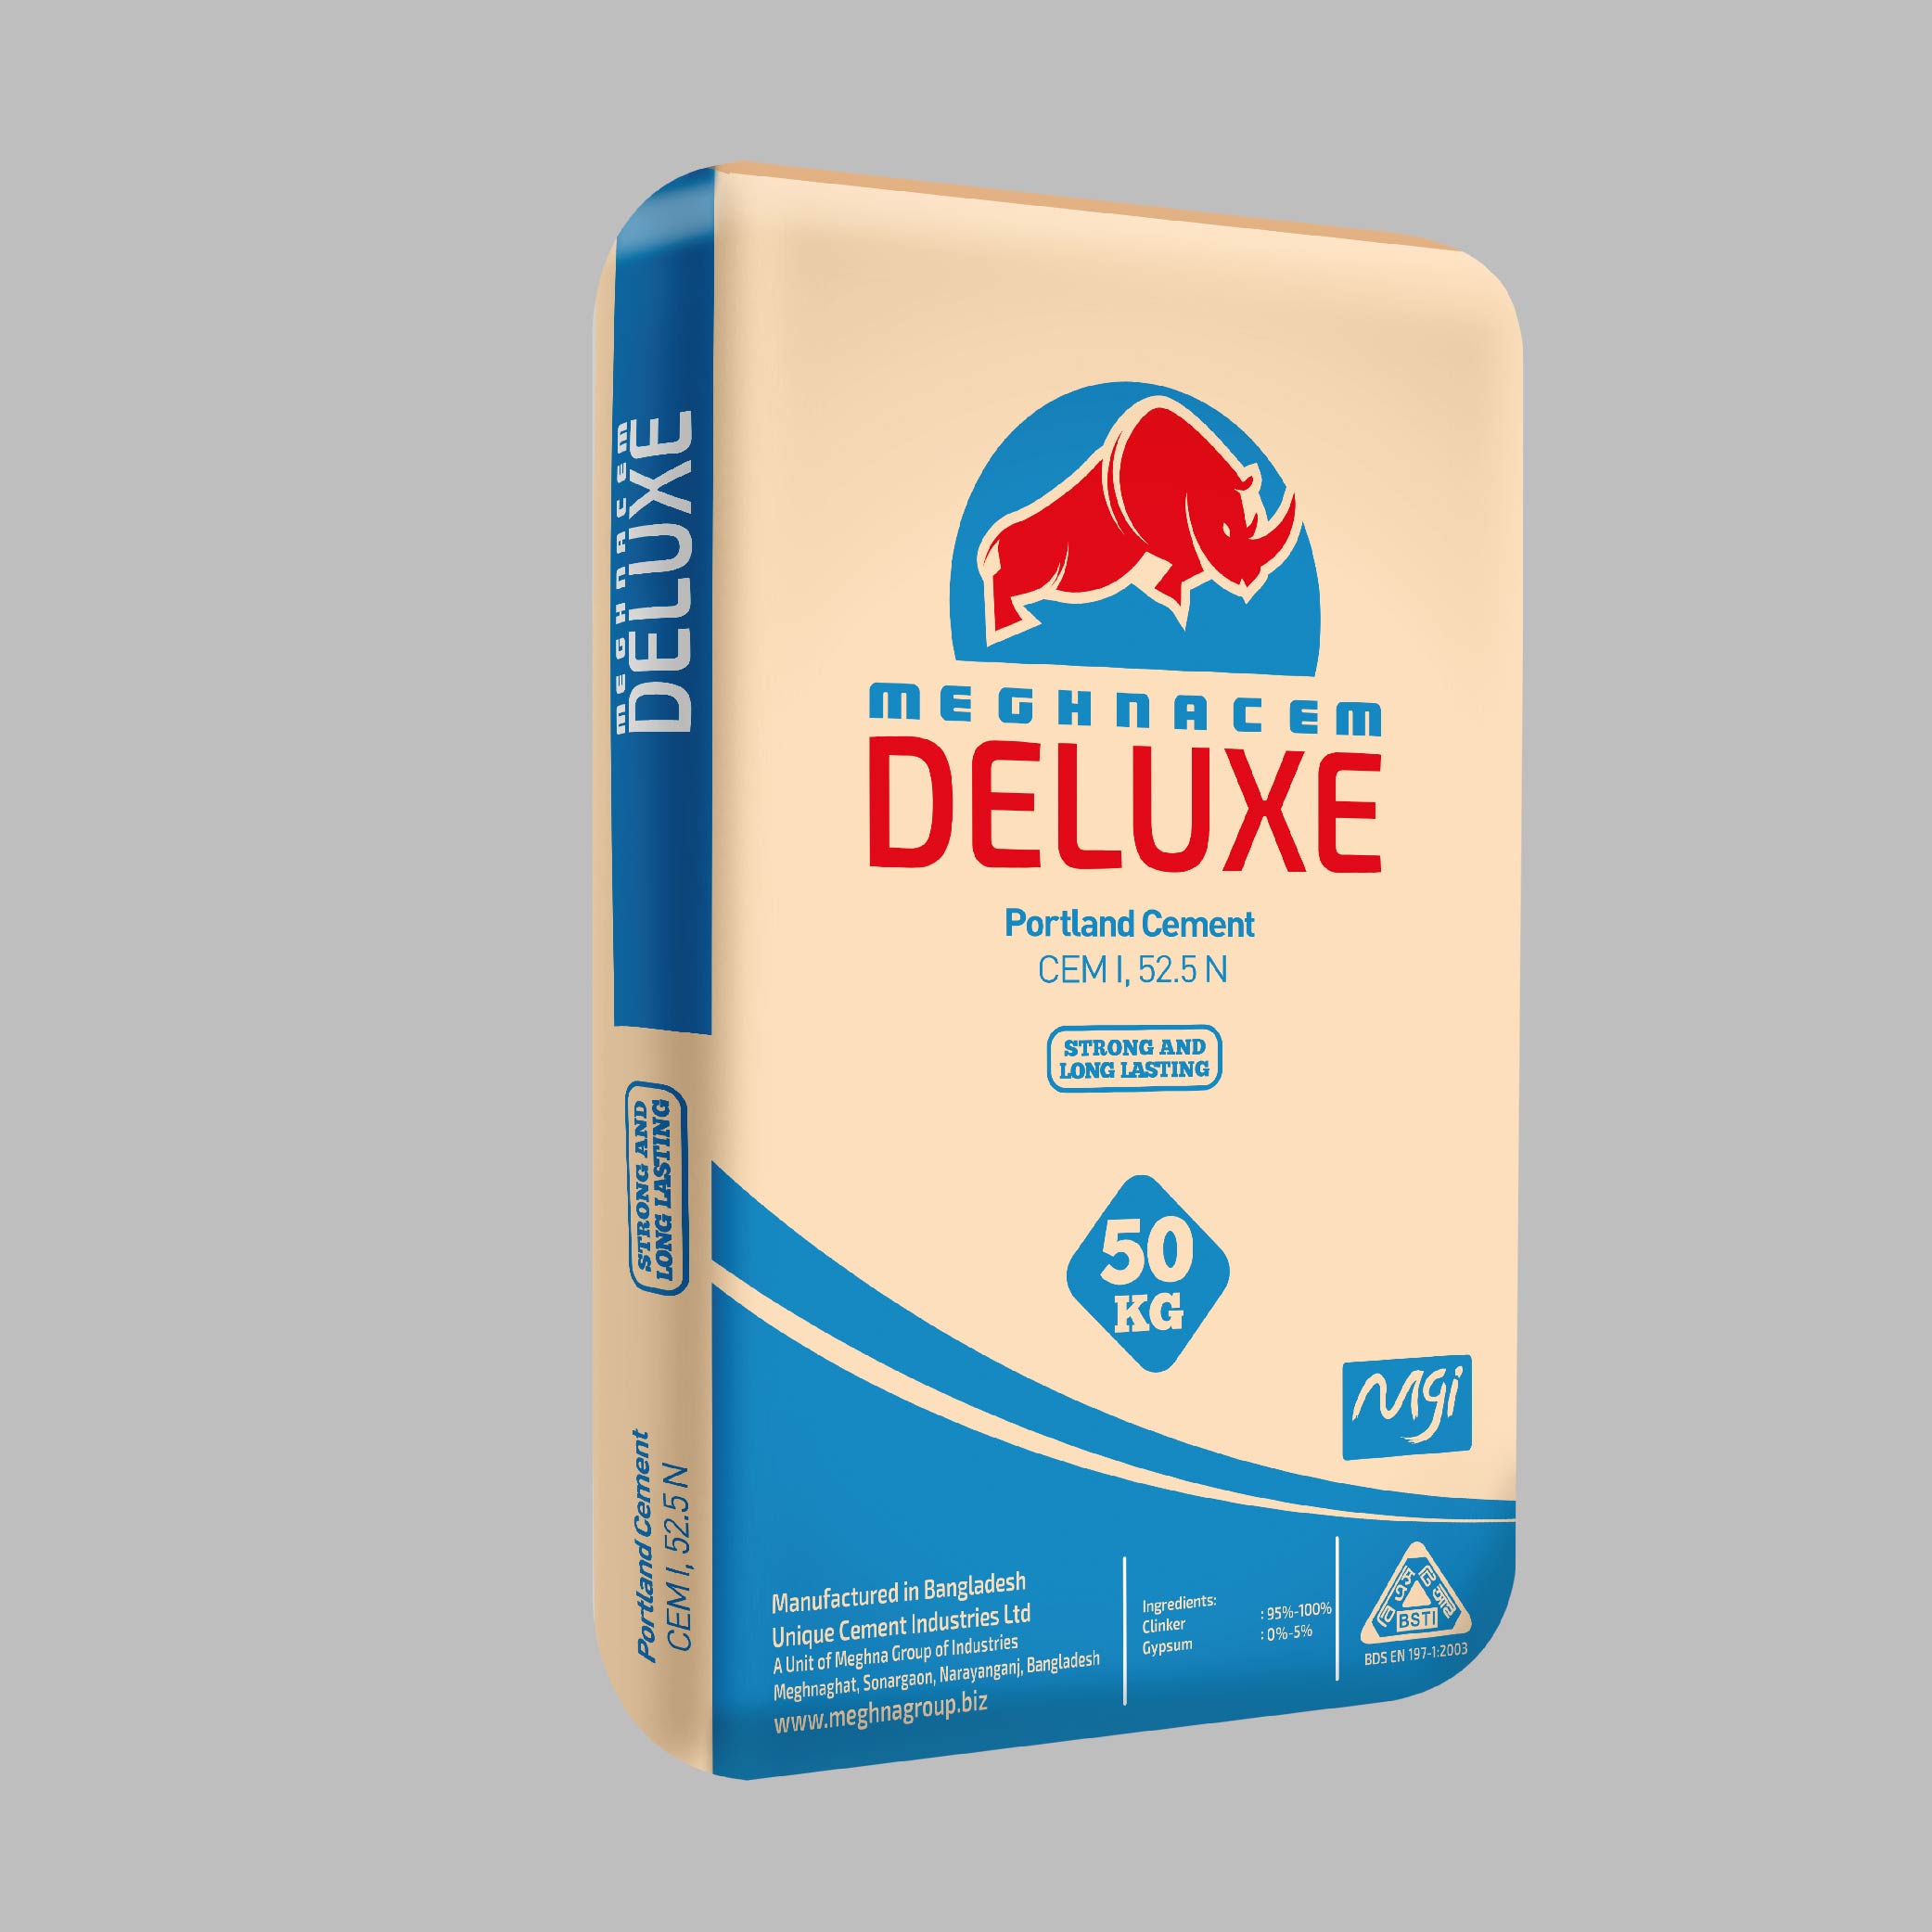 MEGHNACEM
DELUXE
STRONG AND
LONG LASTING
Portland Cement
CEM I, 52.5 N
MEGHNACEM
DELUXE
Portland Cement
CEM I, 52.5 N
STRONG AND
LONG LASTING
50
KG
Mgi
Manufactured in Bangladesh
Unique Cement Industries Ltd
A Unit of Meghna Group of Industries
Meghnaghat, Sonargaon, Narayanganj, Bangladesh
www.meghnagroup.biz
Ingredients:
Clinker : 95%-100%
Gypsum : 0%-5%
BSTI
BDS EN 197-1:2003